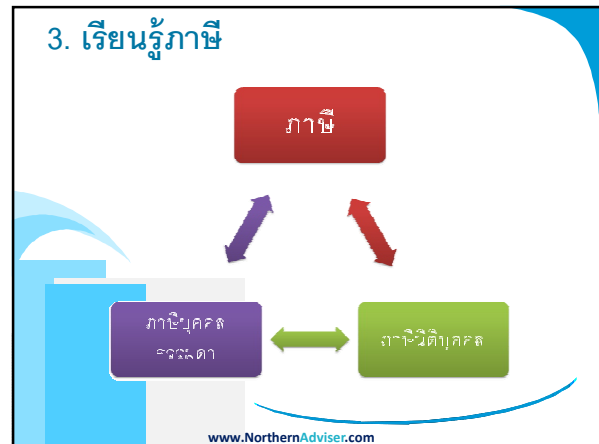 3. เรียนรู้ภาษี
ภาษี
ภาษีบุคคล
ธรรมดา
ภาษีนิติบุคคล
www.NorthernAdviser.com